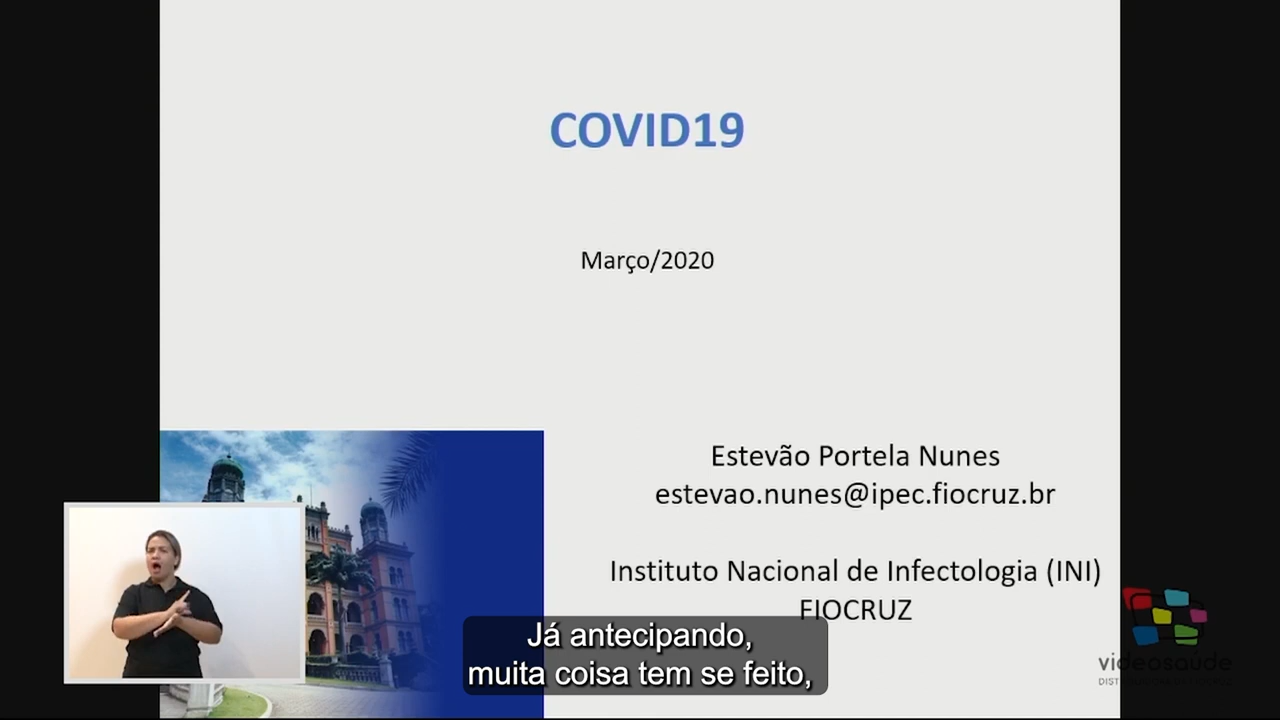 COVID19
Março/2020
Estevão Portela Nunes
estevao.nunes@ipec.fiocruz.br
Instituto Nacional de Infectologia (INI)
FIOCRUZ
Já antecipando,
muita coisa tem se feito,
videosaúde